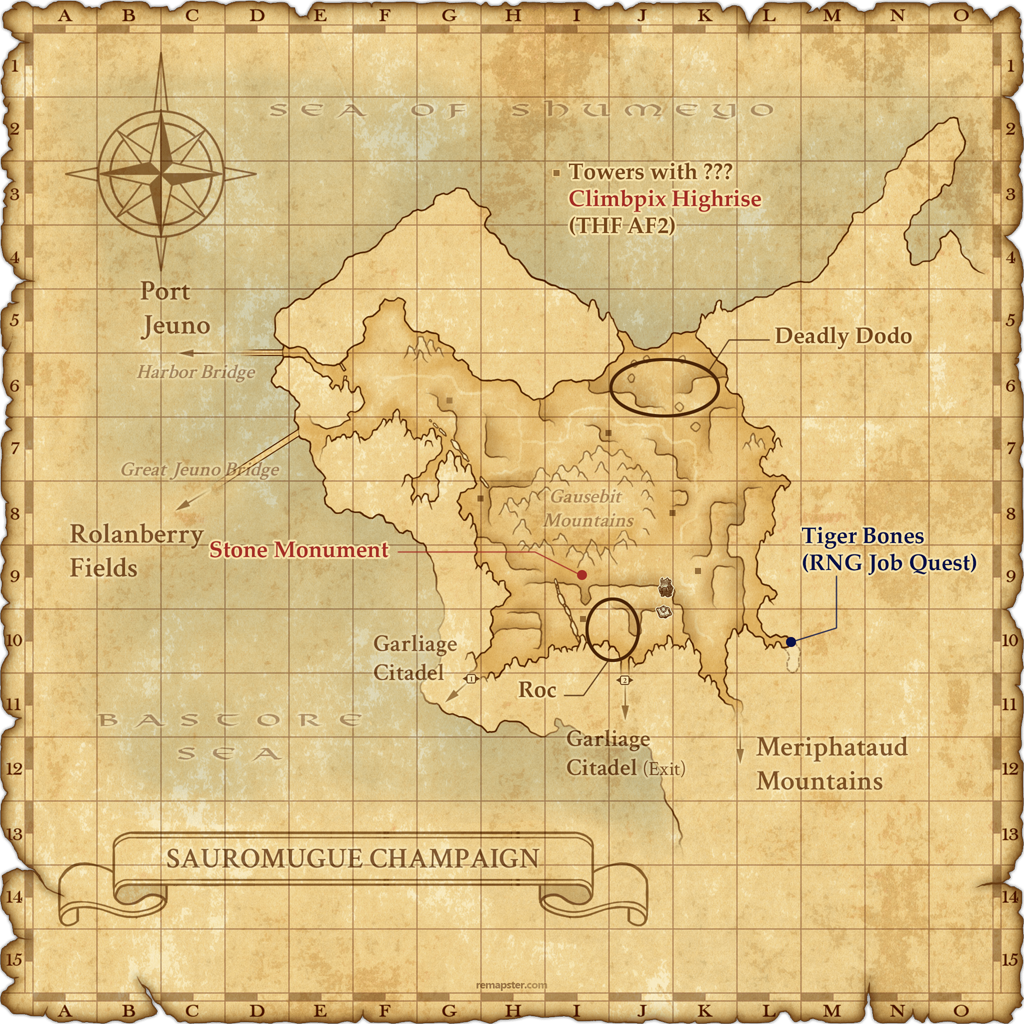 A B C D E F G H I J K L M N O
1 1
SEA OF SHUMEYO
2 2
Towers with ???
3 3
Climbpix Highrise
(THF AF2)
4 4
Port
Jeuno
5 5
Deadly Dodo
Harbor Bridge
6 6
7 7
Great Jeuno Bridge
Gausebit
Mountains
8 8
Rolanberry
Fields
Stone Monument
Tiger Bones
(RNG Job Quest)
9 9
10 10
Garliage
Citadel
1
2
Roc
11 11
BASTORE
SEA
Garliage
Citadel (Exit)
Meriphataud
Mountains
12 12
13 13
SAUROMUGUE CHAMPAIGN
14 14
15 15
remapster.com
A B C D E F G H I J K L M N O